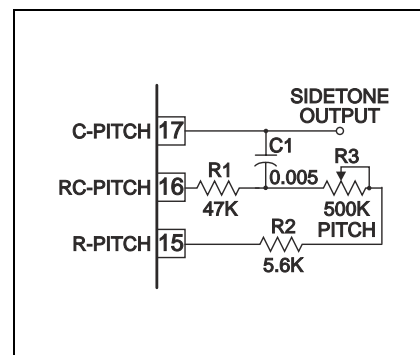 SIDETONE
OUTPUT
C-PITCH 17
C1
R3
R1
0.005
RC-PITCH 16
47K
500K
PITCH
R2
R-PITCH 15
5.6K